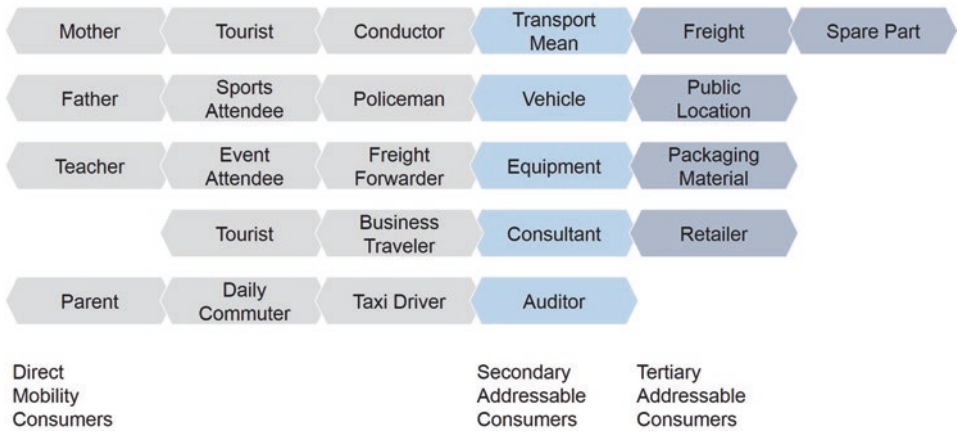 Mother
Tourist
Conductor
Transport
Mean
Freight
Spare Part
Father
Sports
Attendee
Policeman
Vehicle
Public
Location
Teacher
Event
Attendee
Freight
Forwarder
Equipment
Packaging
Material
Tourist
Business
Traveler
Consultant
Retailer
Parent
Daily
Commuter
Taxi Driver
Auditor
Direct
Mobility
Consumers
Secondary
Addressable
Consumers
Tertiary
Addressable
Consumers